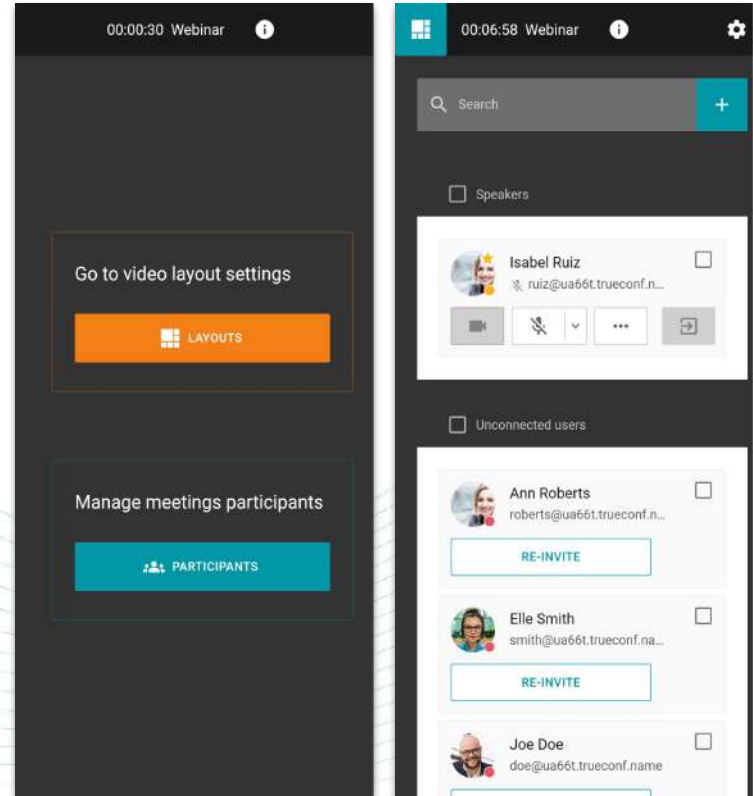 00:00:30 Webinar
Go to video layout settings
LAYOUTS
Manage meetings participants
PARTICIPANTS
00:06:58 Webinar
Search
Speakers
Isabel Ruiz
ruiz@ua66t.trueconf.n...
Unconnected users
Ann Roberts
roberts@ua66t.trueconf.n...
RE-INVITE
Elle Smith
smith@ua66t.trueconf.na...
RE-INVITE
Joe Doe
doe@ua66t.trueconf.name